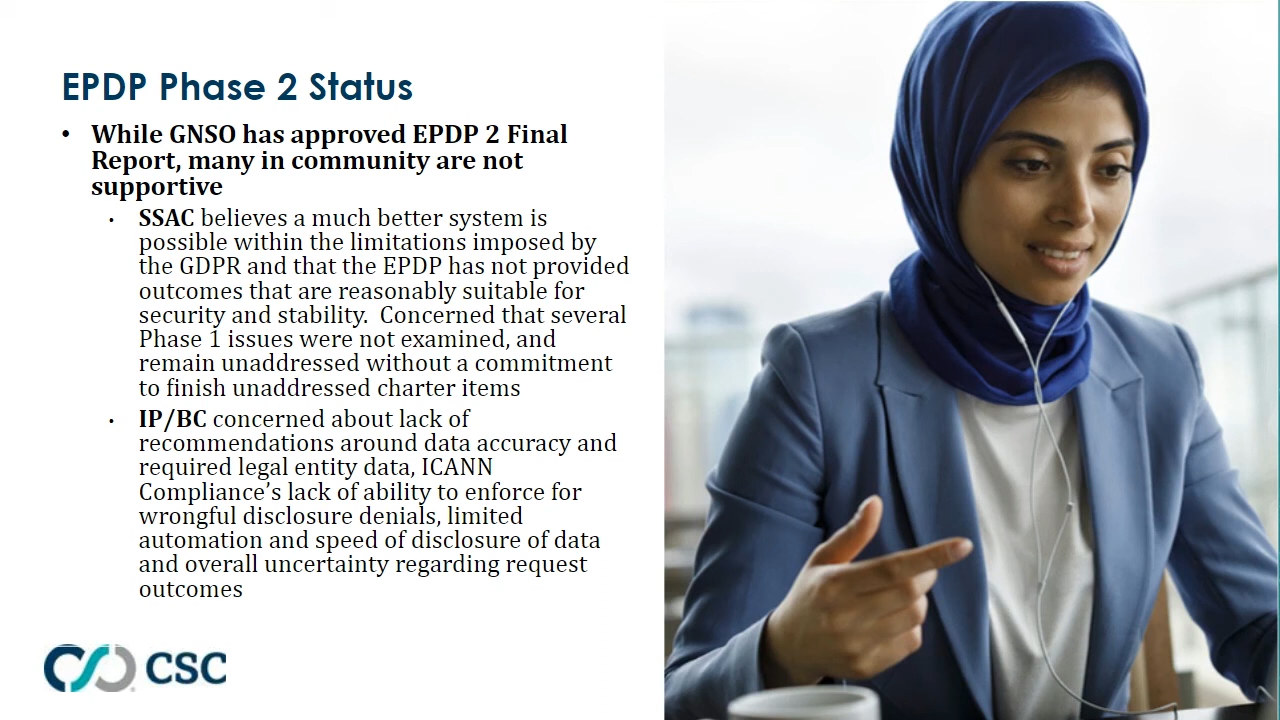 EPDP Phase 2 Status
• While GNSO has approved EPDP 2 Final
Report, many in community are not
supportive
• SSAC believes a much better system is
possible within the limitations imposed by
the GDPR and that the EPDP has not provided
outcomes that are reasonably suitable for
security and stability.  Concerned that several
Phase 1 issues were not examined, and
remain unaddressed without a commitment
to finish unaddressed charter items
• IP/BC concerned about lack of
recommendations around data accuracy and
required legal entity data, ICANN
Compliance’s lack of ability to enforce for
wrongful disclosure denials, limited
automation and speed of disclosure of data
and overall uncertainty regarding request
outcomes
CSC